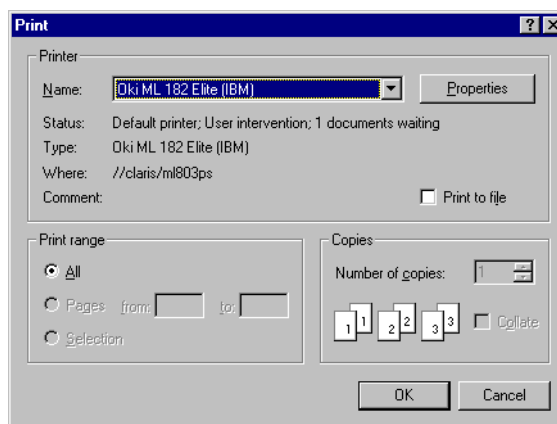 Print
Printer
Name: Oki ML 182 Elite (IBM) Properties
Status: Default printer; User intervention; 1 documents waiting
Type: Oki ML 182 Elite (IBM)
Where: //claris/ml803ps
Comment: Print to file
Print range
All
Pages from: to:
Selection
Copies
Number of copies: 1
1 1 2 2 3 3 Collate
OK Cancel